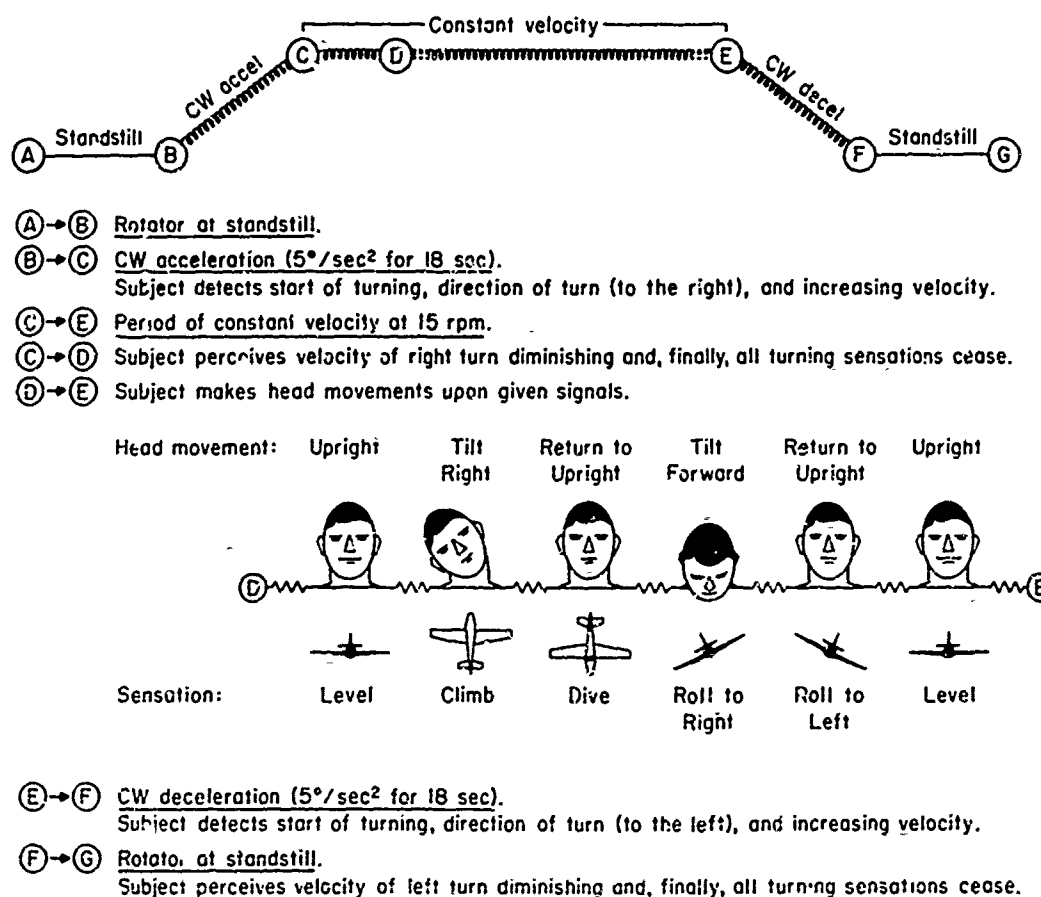 Constant velocity
C D E
CW accel
CW decel
A Standstill B F Standstill G
A→B Rotator at standstill.
B→C CW acceleration (5°/sec² for 18 sec).
Subject detects start of turning, direction of turn (to the right), and increasing velocity.
C→E Period of constant velocity at 15 rpm.
C→D Subject perceives velocity of right turn diminishing and, finally, all turning sensations cease.
D→E Subject makes head movements upon given signals.
Head movement: Upright Tilt Return to Tilt Return to Upright
Right Upright Forward Upright
D E
Sensation: Level Climb Dive Roll to Roll to Level
Right Left
E→F CW deceleration (5°/sec² for 18 sec).
Subject detects start of turning, direction of turn (to the left), and increasing velocity.
F→G Rotator at standstill.
Subject perceives velocity of left turn diminishing and, finally, all turning sensations cease.